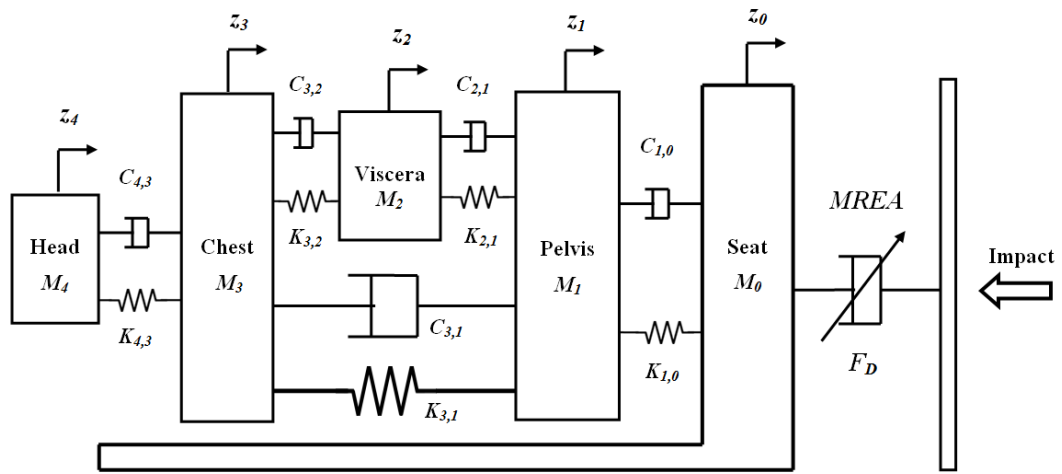 z3
z0
z2
z1
C3,2
C2,1
z4
C4,3
C1,0
Viscera
M2
MREA
K3,2
K2,1
Head
M4
Chest
M3
Pelvis
M1
Seat
M0
Impact
K4,3
C3,1
K1,0
FD
K3,1